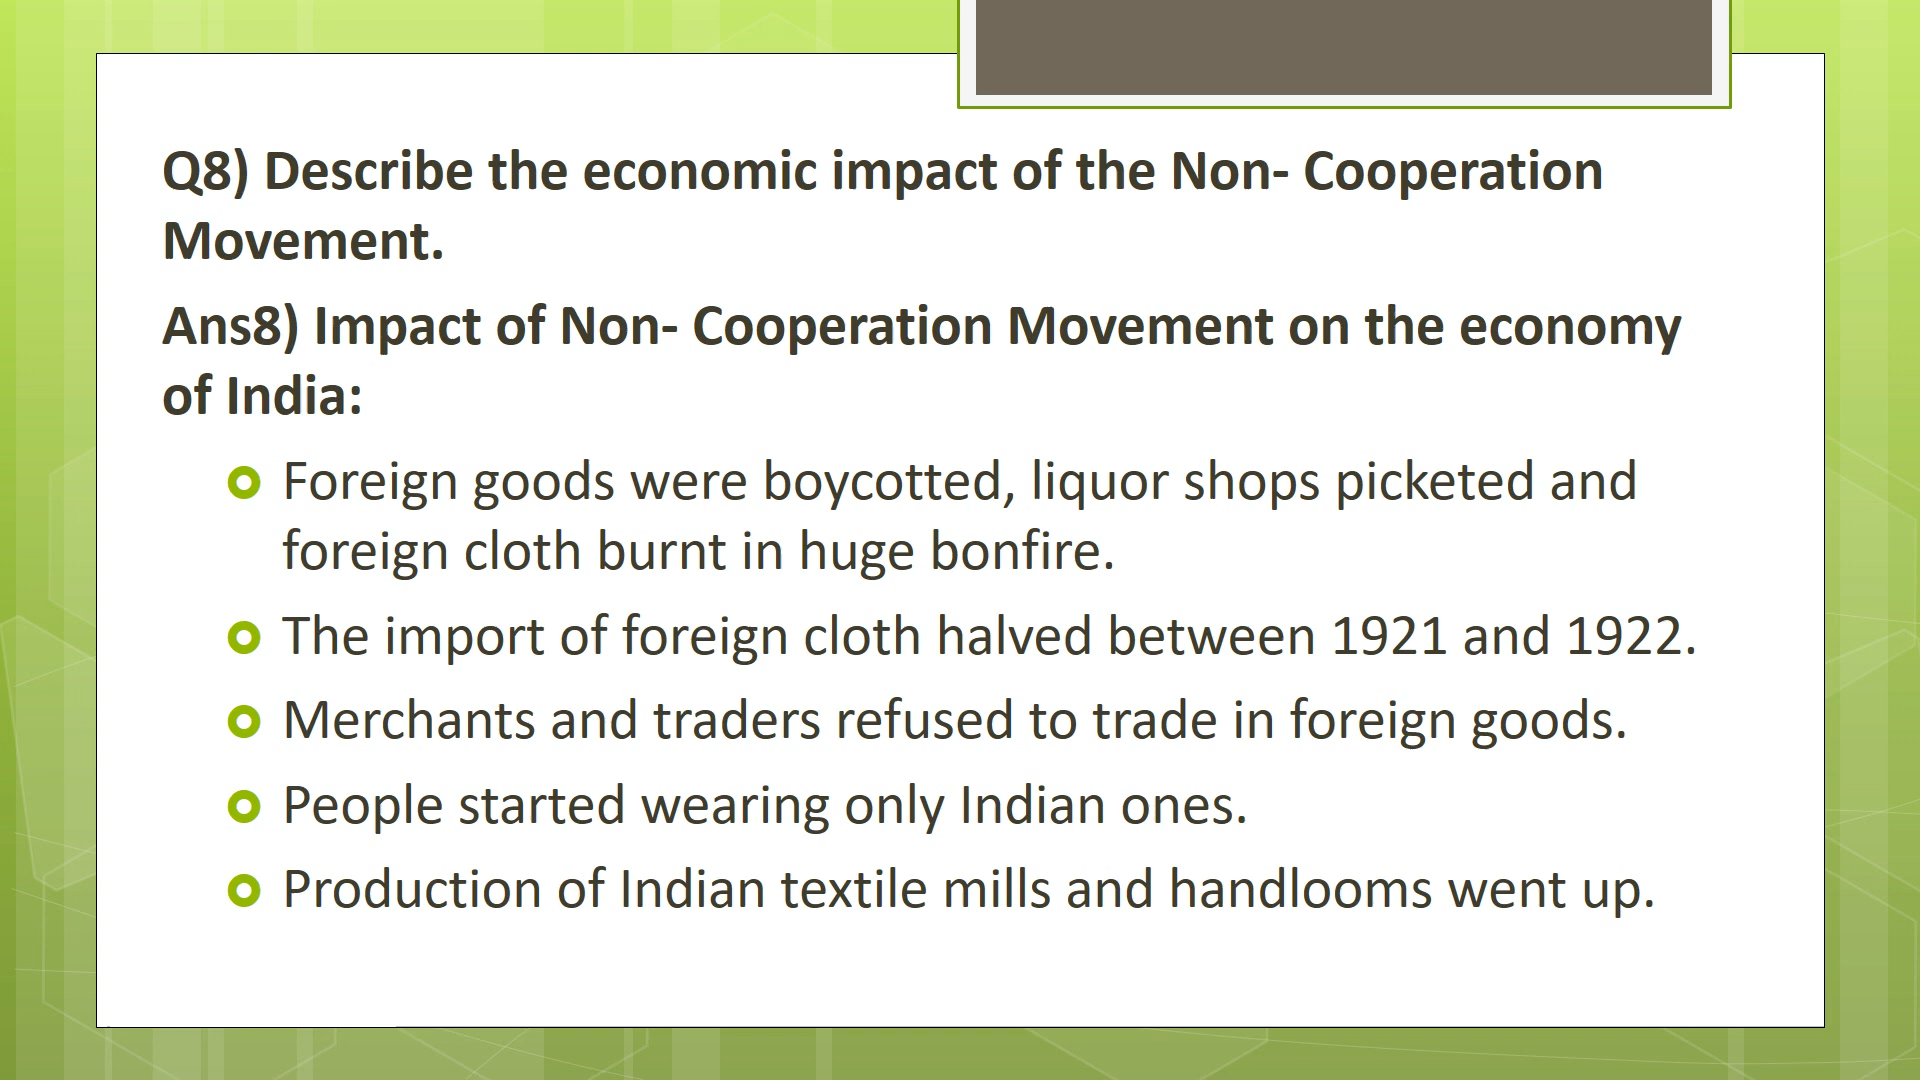 Q8) Describe the economic impact of the Non- Cooperation
Movement.
Ans8) Impact of Non- Cooperation Movement on the economy
of India:
Foreign goods were boycotted, liquor shops picketed and
foreign cloth burnt in huge bonfire.
The import of foreign cloth halved between 1921 and 1922.
Merchants and traders refused to trade in foreign goods.
People started wearing only Indian ones.
Production of Indian textile mills and handlooms went up.